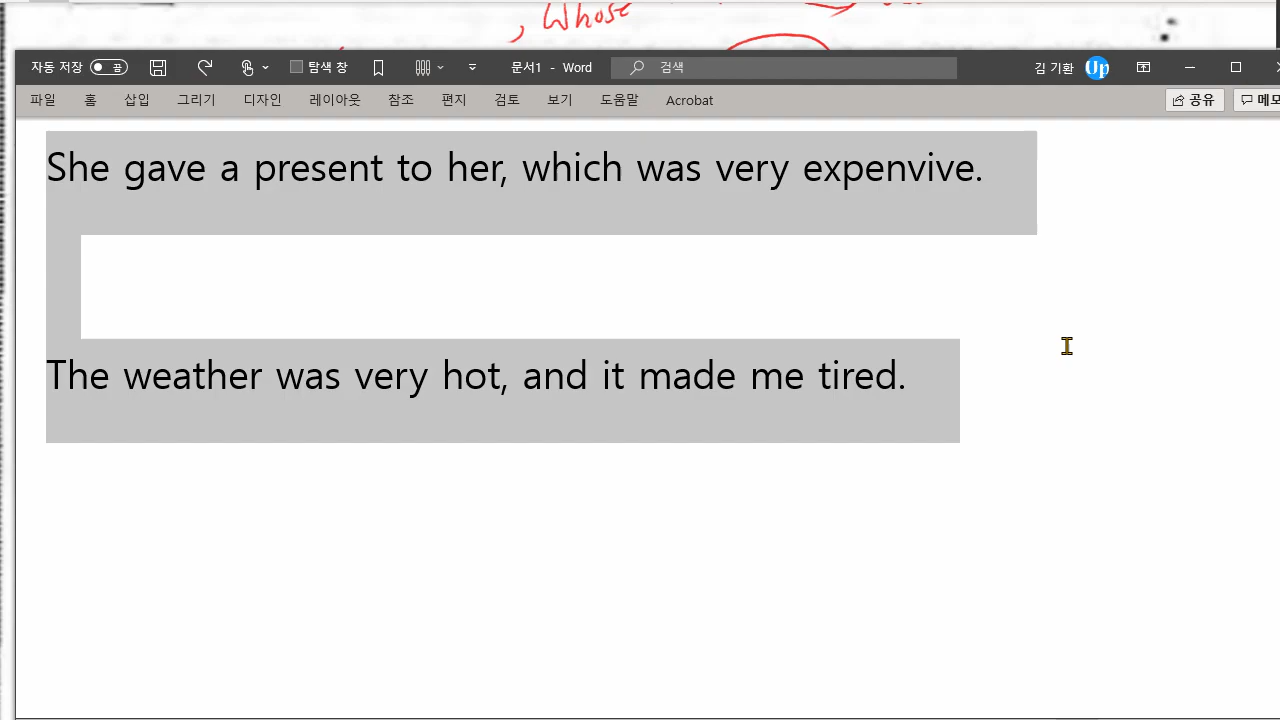 , Whose
자동 저장 끔 탐색 창 문서1 - Word 검색 김 기환 Up
파일 홈 삽입 그리기 디자인 레이아웃 참조 편지 검토 보기 도움말 Acrobat 공유 메모
She gave a present to her, which was very expenvive.
The weather was very hot, and it made me tired.